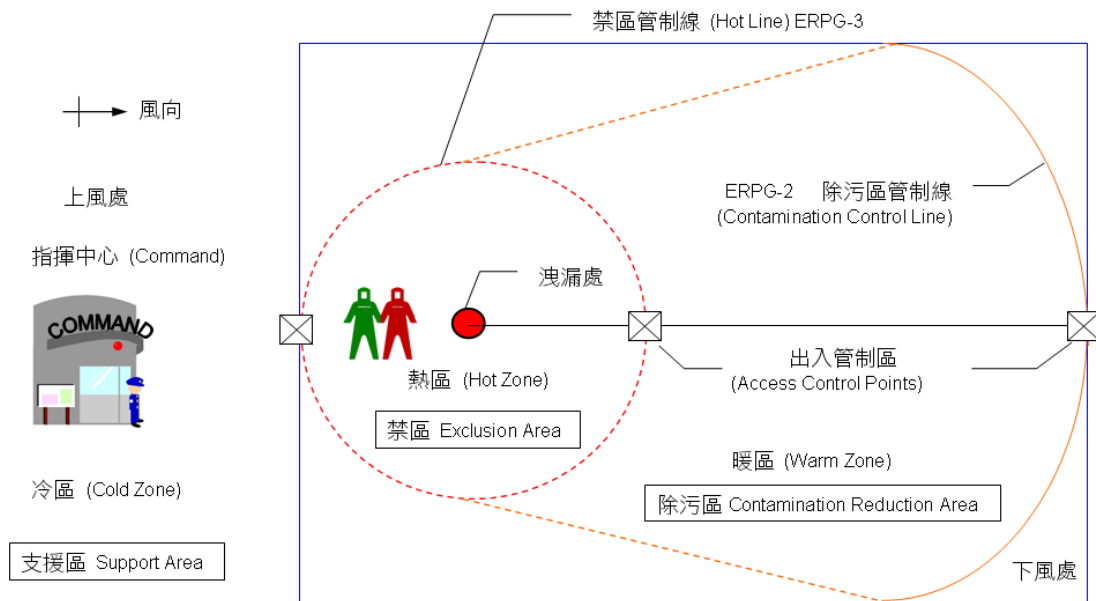 禁區管制線 (Hot Line) ERPG-3
風向
上風處
指揮中心 (Command)
COMMAND
冷區 (Cold Zone)
支援區 Support Area
洩漏處
熱區 (Hot Zone)
禁區 Exclusion Area
ERPG-2 除污區管制線
(Contamination Control Line)
出入管制區
(Access Control Points)
暖區 (Warm Zone)
除污區 Contamination Reduction Area
下風處